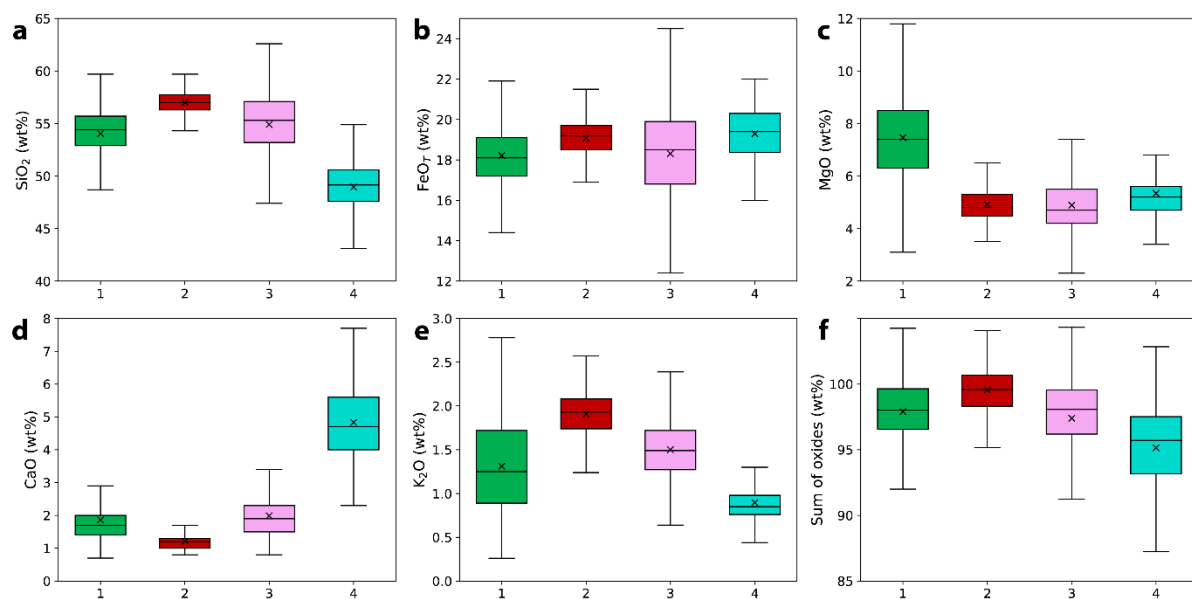 a
SiO₂ (wt%)
65
60
55
50
45
40
1 2 3 4
b
FeO_T (wt%)
24
22
20
18
16
14
12
1 2 3 4
c
MgO (wt%)
12
10
8
6
4
2
1 2 3 4
d
CaO (wt%)
8
7
6
5
4
3
2
1
0
1 2 3 4
e
K₂O (wt%)
3.0
2.5
2.0
1.5
1.0
0.5
0.0
1 2 3 4
f
Sum of oxides (wt%)
100
95
90
85
1 2 3 4